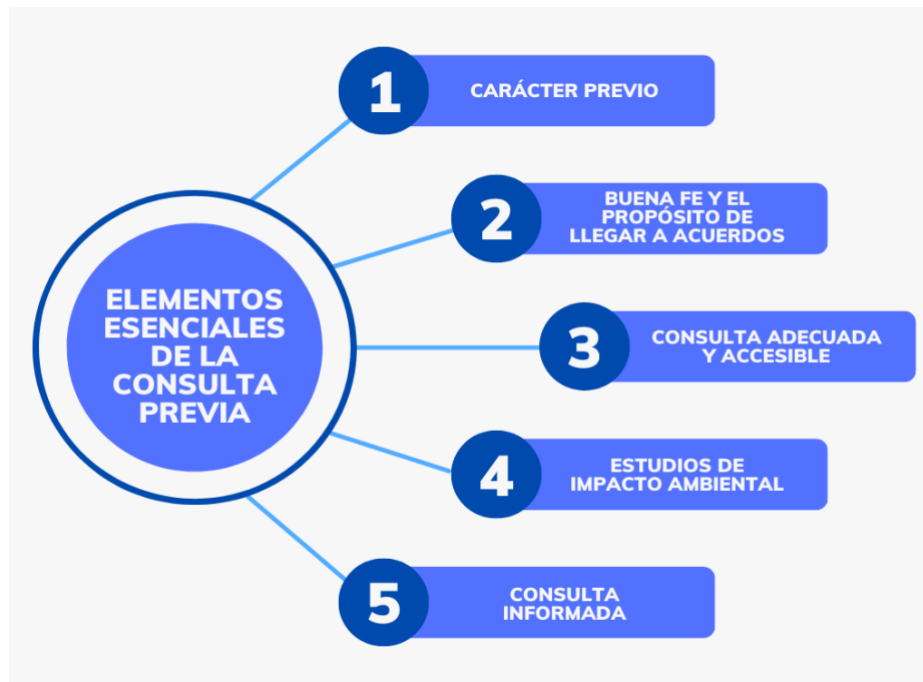 ELEMENTOS
ESENCIALES
DE LA
CONSULTA
PREVIA
1
CARÁCTER PREVIO
2
BUENA FE Y EL
PROPÓSITO DE
LLEGAR A ACUERDOS
3
CONSULTA ADECUADA
Y ACCESIBLE
4
ESTUDIOS DE
IMPACTO AMBIENTAL
5
CONSULTA
INFORMADA